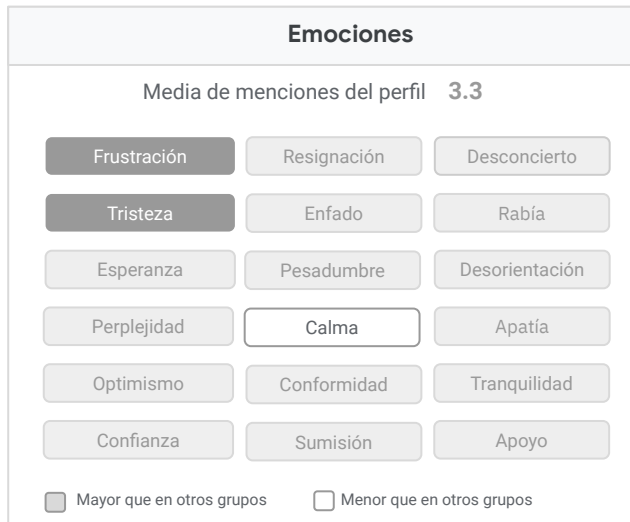 Emociones
Media de menciones del perfil 3.3
Frustración Resignación Desconcierto
Tristeza Enfado Rabía
Esperanza Pesadumbre Desorientación
Perplejidad Calma Apatía
Optimismo Conformidad Tranquilidad
Confianza Sumisión Apoyo
Mayor que en otros grupos Menor que en otros grupos